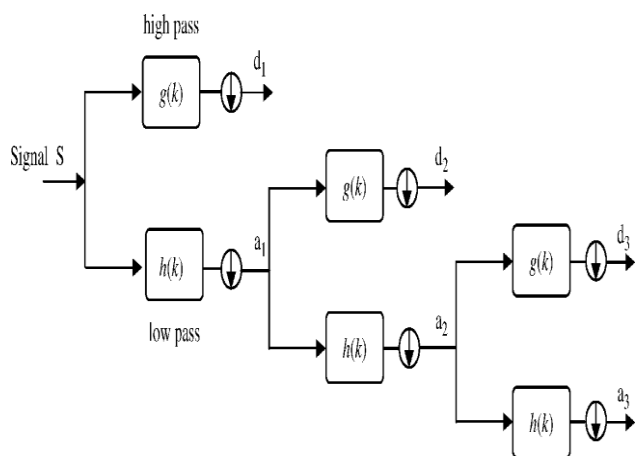 high pass
d1
g(k)
Signal S
d2
g(k)
a1
h(k)
low pass
d3
g(k)
a2
h(k)
a3
h(k)